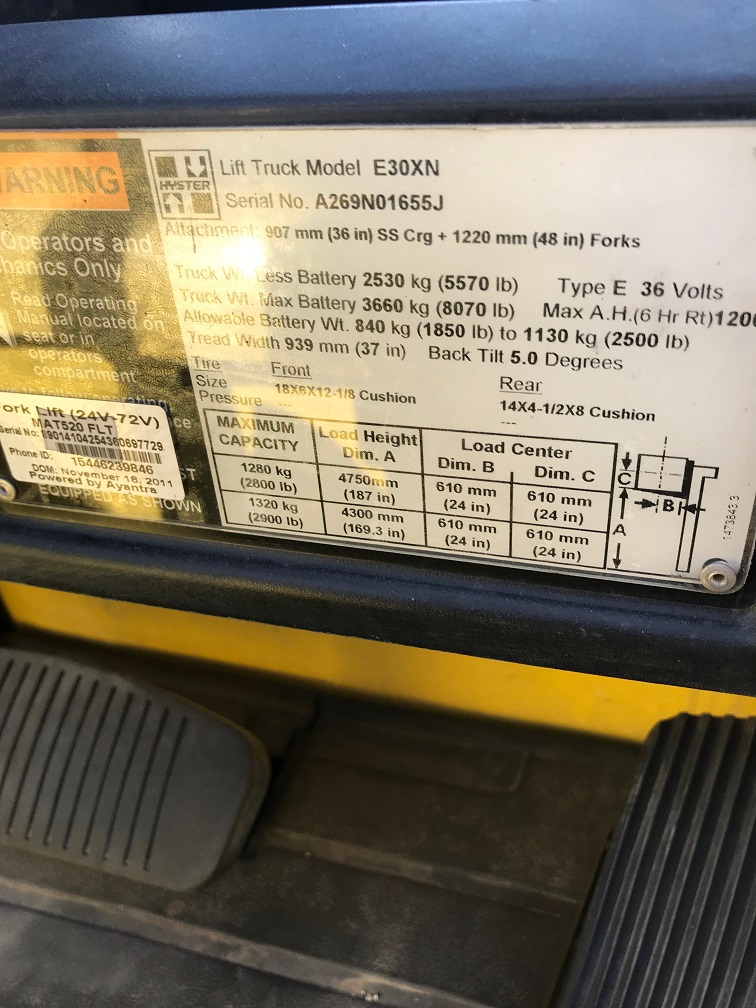 ARNING
Operators and
hanics Only
Read Operating
Manual located on
seat or in
operators
compartment
HYSTER
Lift Truck Model E30XN
Serial No. A269N01655J
Attachment: 907 mm (36 in) SS Crg + 1220 mm (48 in) Forks
Truck Wt. Less Battery 2530 kg (5570 lb) Type E 36 Volts
Truck Wt. Max Battery 3660 kg (8070 lb) Max A.H.(6 Hr Rt)1200
Allowable Battery Wt. 840 kg (1850 lb) to 1130 kg (2500 lb)
Tread Width 939 mm (37 in) Back Tilt 5.0 Degrees
Tire Front Rear
Size 18X6X12-1/8 Cushion 14X4-1/2X8 Cushion
Pressure --- ---
MAXIMUM CAPACITY Load Height Dim. A Load Center Dim. B Dim. C
1280 kg (2800 lb) 4750mm (187 in) 610 mm (24 in) 610 mm (24 in)
1320 kg (2900 lb) 4300 mm (169.3 in) 610 mm (24 in) 610 mm (24 in)
C
B
A
1473843.3
ork Lift (24V-72V)
MAT520 FLT
Serial No: 89014104254360697729
Phone ID: 15446239846
DOM: November 18, 2011
Powered by Ayantra
EQUIPPED AS SHOWN